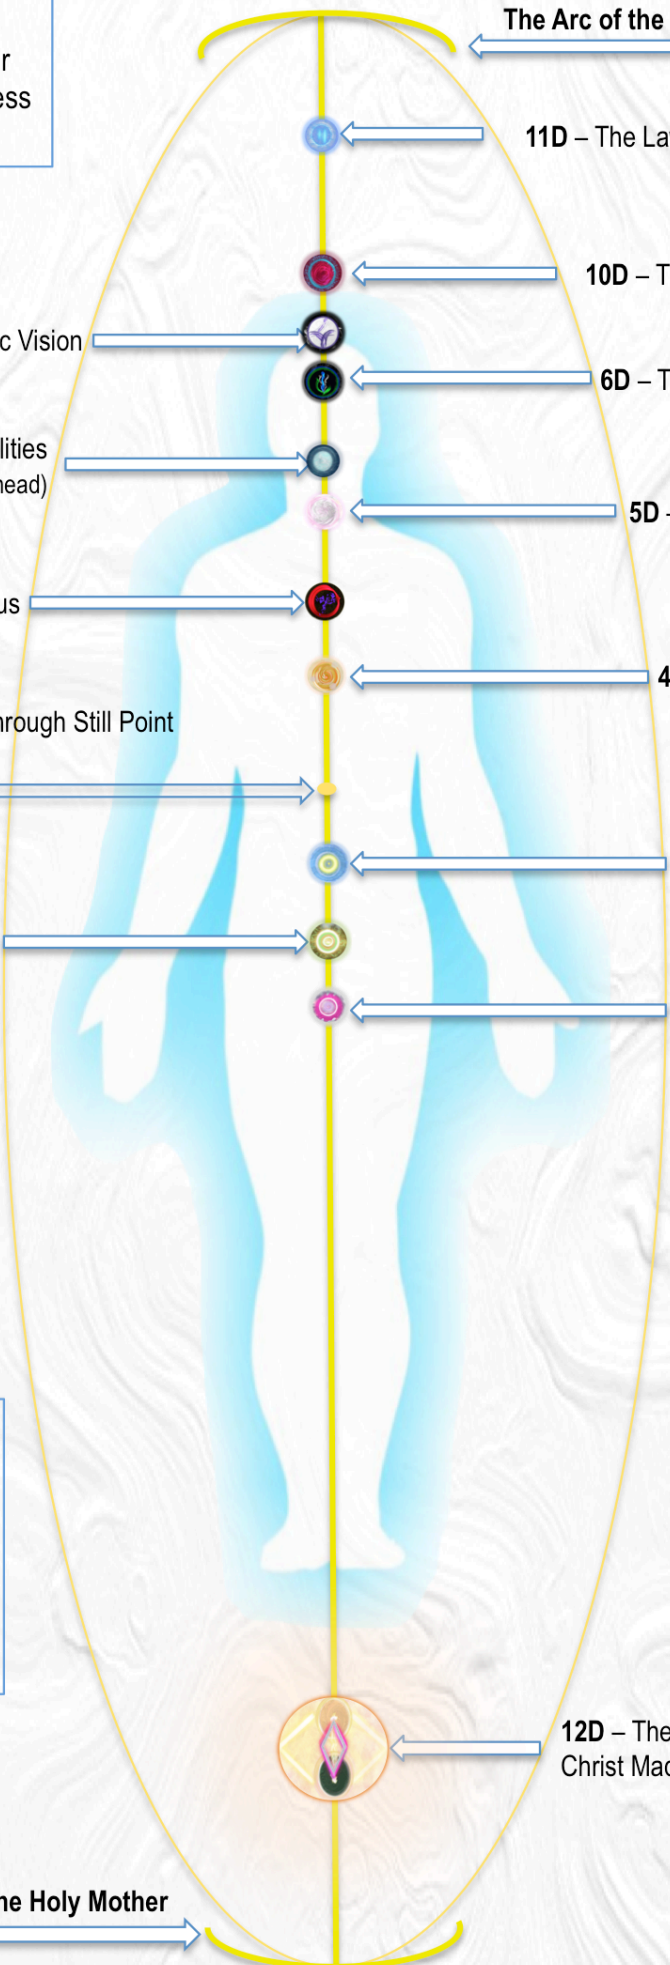 The Arc of the
r
ess
11D – The La
10D – T
c Vision
6D – T
lities
head)
5D -
us
4
hrough Still Point
12D – The
Christ Mac
he Holy Mother